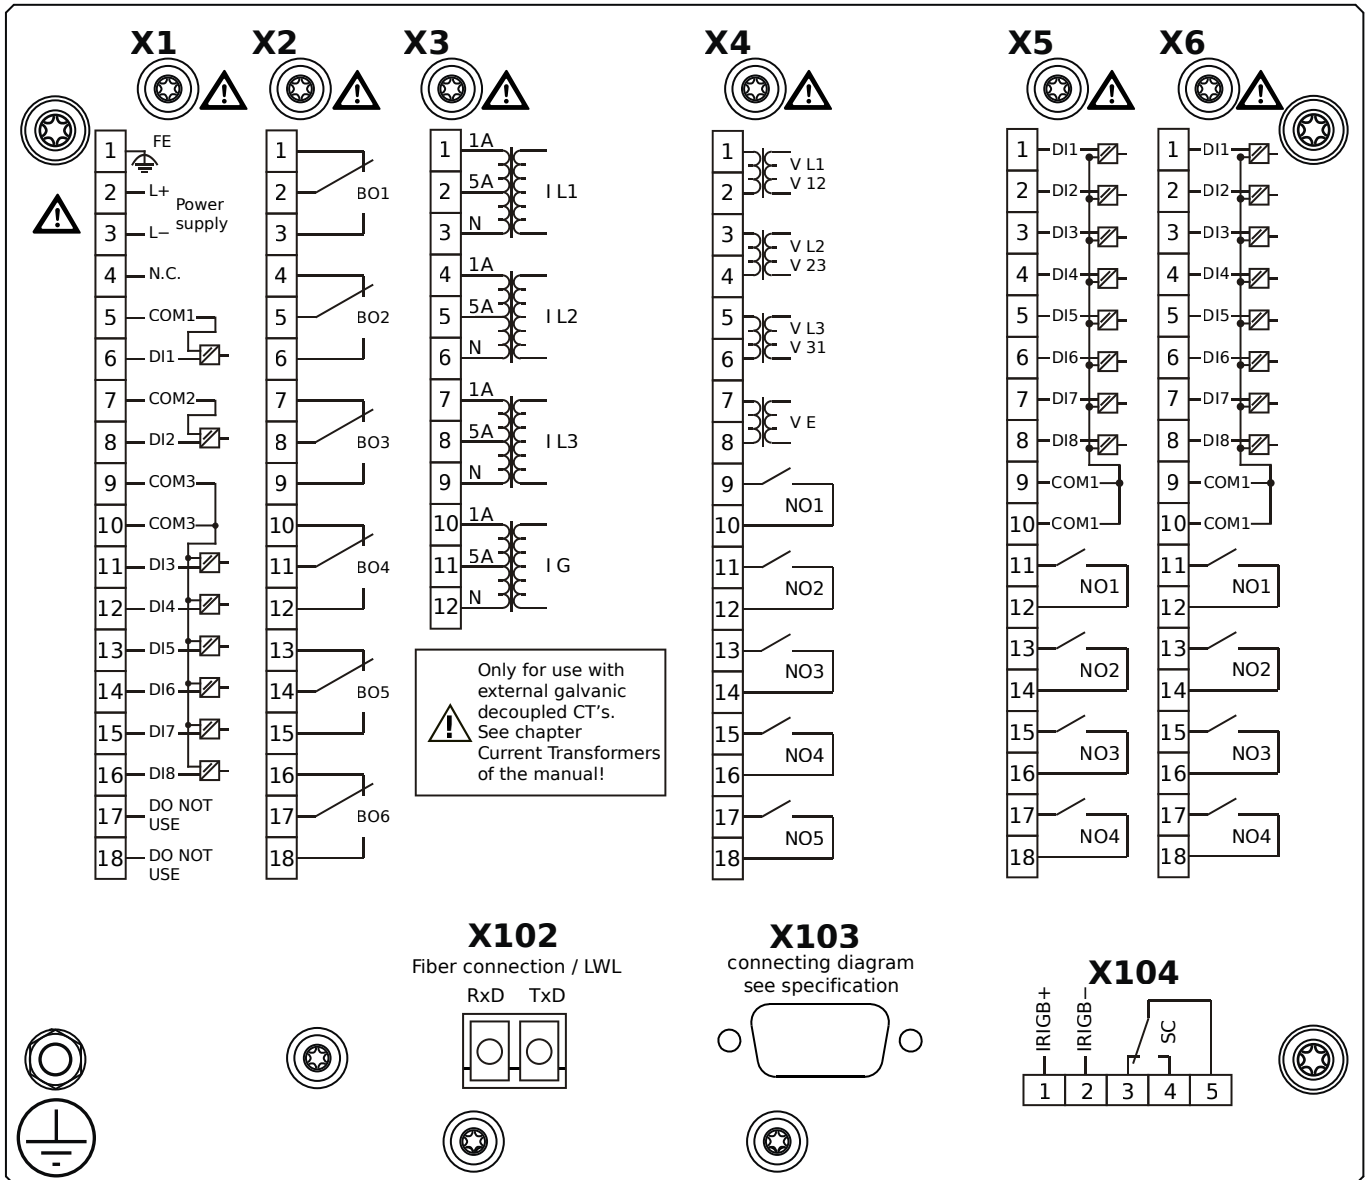 X1
X2
X3
X4
X5
X6
1 FE
2 L+
Power
supply
3 L−
4 N.C.
5 COM1
6 DI1
7 COM2
8 DI2
9 COM3
10 COM3
11 DI3
12 DI4
13 DI5
14 DI6
15 DI7
16 DI8
17 DO NOT
USE
18 DO NOT
USE
1
2 BO1
3
4
5 BO2
6
7
8 BO3
9
10
11 BO4
12
13
14 BO5
15
16
17 BO6
18
1 1A
2 5A I L1
3 N
4 1A
5 5A I L2
6 N
7 1A
8 5A I L3
9 N
10 1A
11 5A I G
12 N
Only for use with
external galvanic
decoupled CT's.
See chapter
Current Transformers
of the manual!
1 V L1
2 V 12
3 V L2
4 V 23
5 V L3
6 V 31
7
V E
8
9
NO1
10
11
NO2
12
13
NO3
14
15
NO4
16
17
NO5
18
1 DI1
2 DI2
3 DI3
4 DI4
5 DI5
6 DI6
7 DI7
8 DI8
9 COM1
10 COM1
11
NO1
12
13
NO2
14
15
NO3
16
17
NO4
18
1 DI1
2 DI2
3 DI3
4 DI4
5 DI5
6 DI6
7 DI7
8 DI8
9 COM1
10 COM1
11
NO1
12
13
NO2
14
15
NO3
16
17
NO4
18
X102
Fiber connection / LWL
RxD TxD
X103
connecting diagram
see specification
X104
IRIGB+
IRIGB−
SC
1 2 3 4 5